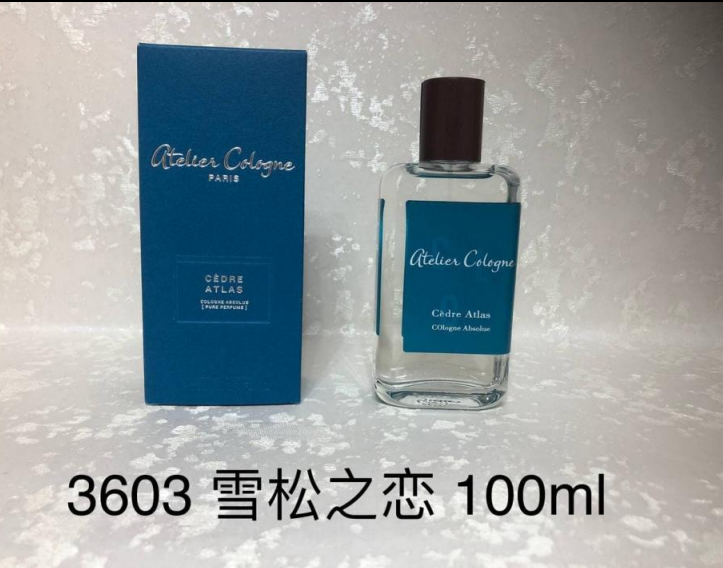 Atelier Cologne
PARIS
CÈDRE
ATLAS
COLOGNE ABSOLUE
[ PURE PERFUME ]
Atelier Cologne
Cèdre Atlas
COlogne Absolue
3603 雪松之恋 100ml